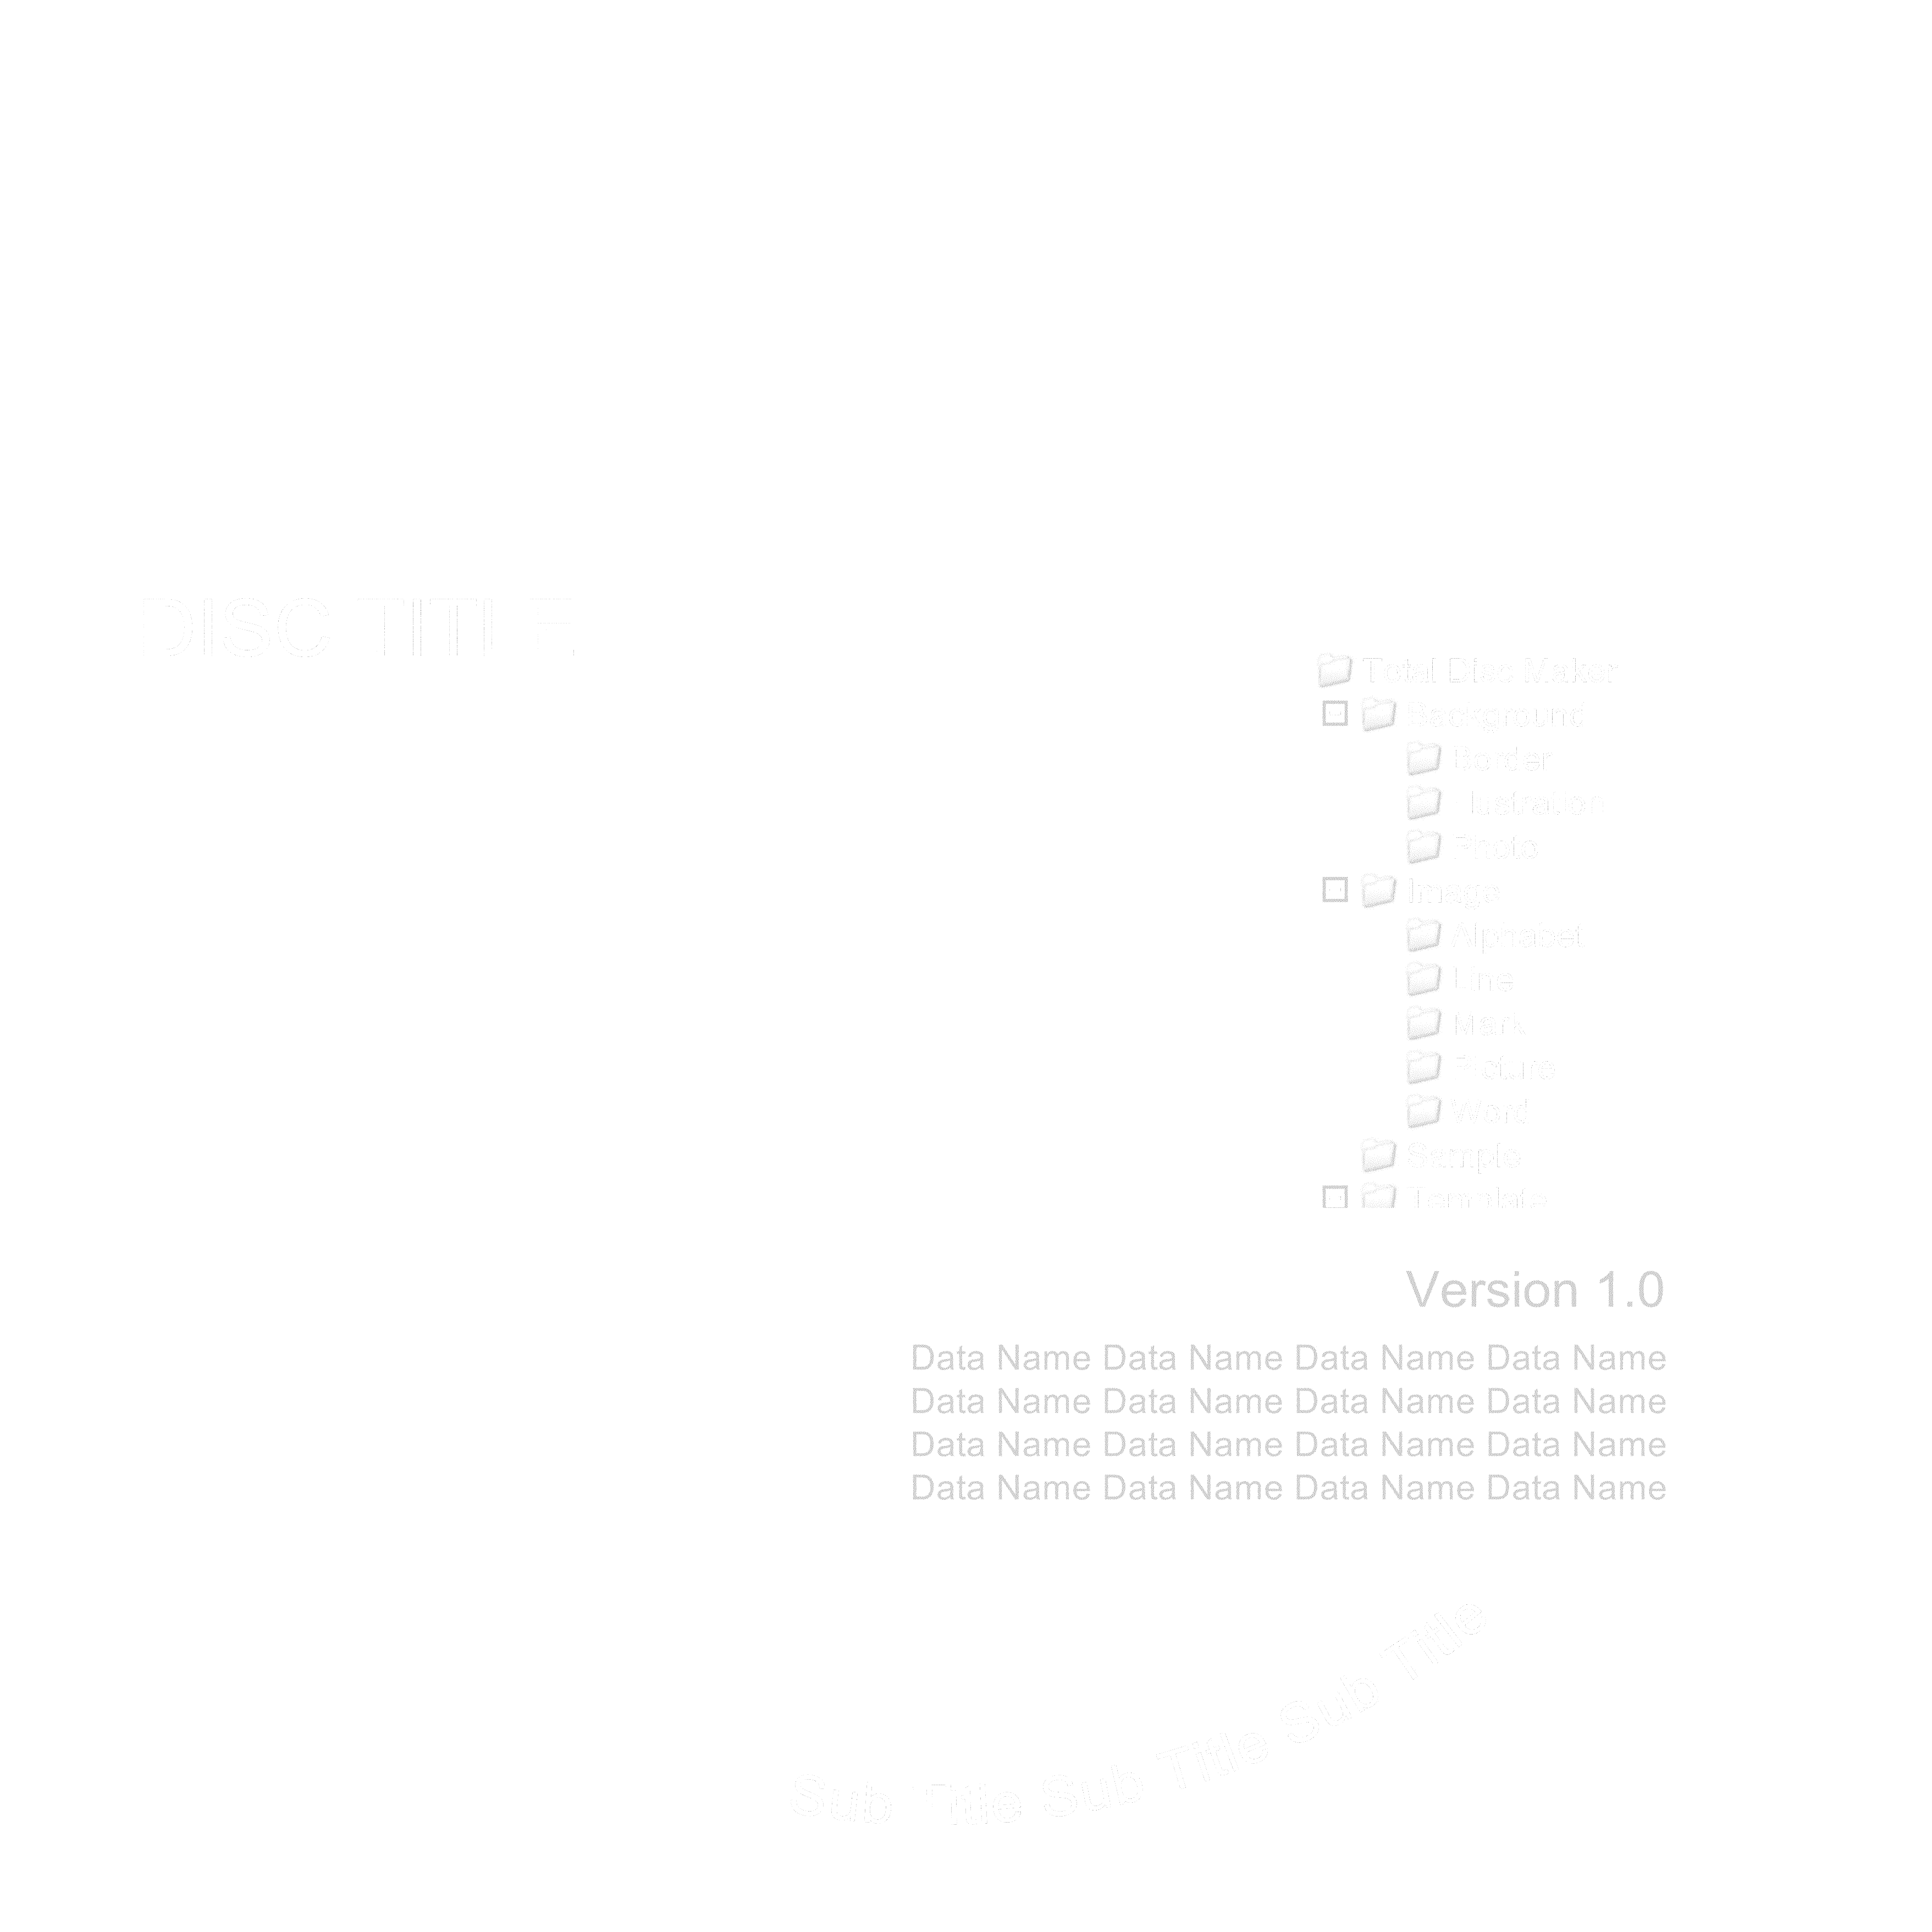 DISC TITLE
Total Disc Maker
Background
Border
Illustration
Photo
Image
Alphabet
Line
Mark
Picture
Word
Sample
Template
Version 1.0
Data Name Data Name Data Name Data Name
Data Name Data Name Data Name Data Name
Data Name Data Name Data Name Data Name
Data Name Data Name Data Name Data Name
Sub Title Sub Title Sub Title